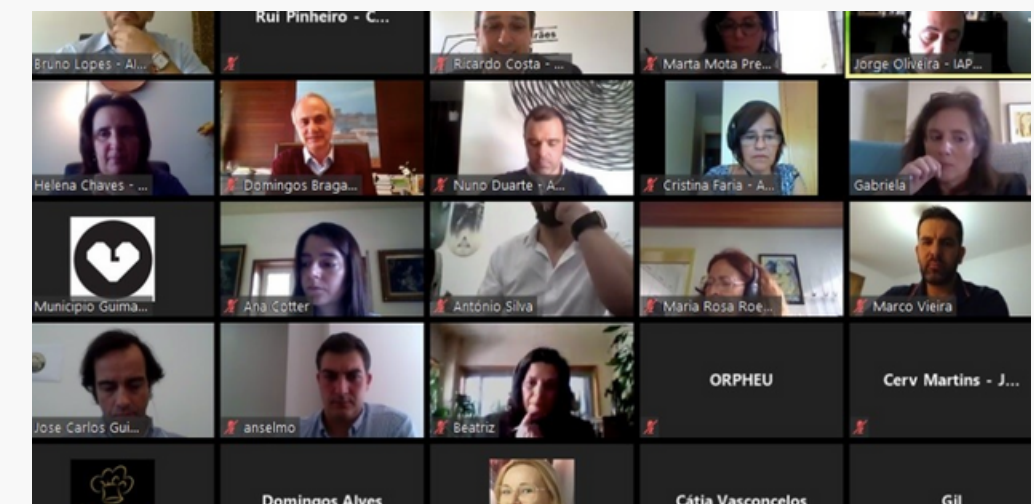 Rui Pinheiro - C...
rães
Bruno Lopes - Al...
Ricardo Costa - ...
Marta Mota Pre...
Jorge Oliveira - IAP...
Helena Chaves - ...
Domingos Braga...
Nuno Duarte - A...
Cristina Faria - A...
Gabriela
Municipio Guima...
Ana Cotter
António Silva
Maria Rosa Roe...
Marco Vieira
Jose Carlos Gui...
anselmo
Beatriz
ORPHEU
Cerv Martins - J...
Domingos Alves
Cátia Vasconcelos
Gil